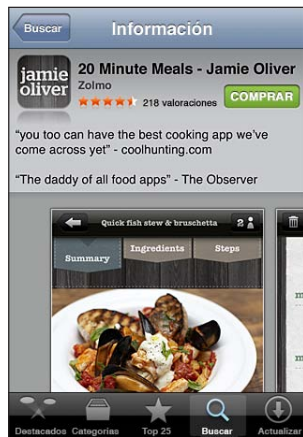 Buscar
Información
jamie
oliver
20 Minute Meals - Jamie Oliver
Zolmo
218 valoraciones
COMPRAR
“you too can have the best cooking app we’ve
come across yet” - coolhunting.com
“The daddy of all food apps” - The Observer
Quick fish stew & bruschetta
2
Summary
Ingredients
Steps
Destacados
Categorías
Top 25
Buscar
Actualizar